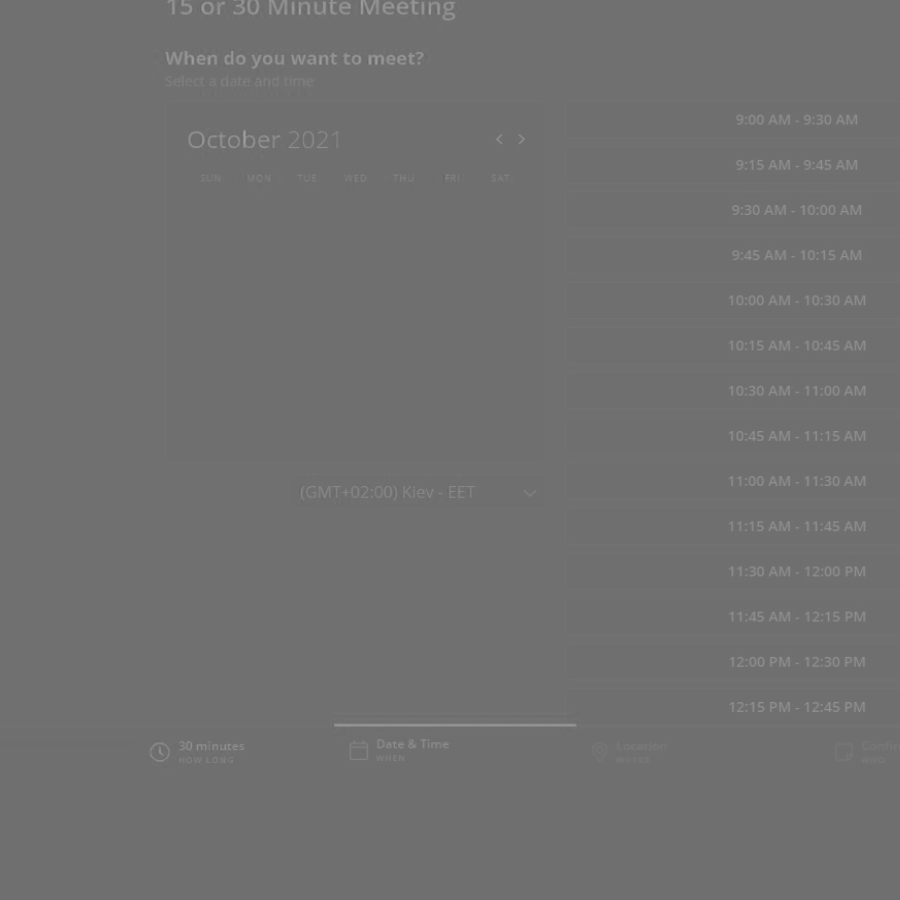 15 or 30 Minute Meeting
When do you want to meet?
Select a date and time
October 2021
SUN MON TUE WED THU FRI SAT
(GMT+02:00) Kiev - EET
9:00 AM - 9:30 AM
9:15 AM - 9:45 AM
9:30 AM - 10:00 AM
9:45 AM - 10:15 AM
10:00 AM - 10:30 AM
10:15 AM - 10:45 AM
10:30 AM - 11:00 AM
10:45 AM - 11:15 AM
11:00 AM - 11:30 AM
11:15 AM - 11:45 AM
11:30 AM - 12:00 PM
11:45 AM - 12:15 PM
12:00 PM - 12:30 PM
12:15 PM - 12:45 PM
30 minutes
HOW LONG
Date & Time
WHEN
Location
WHERE